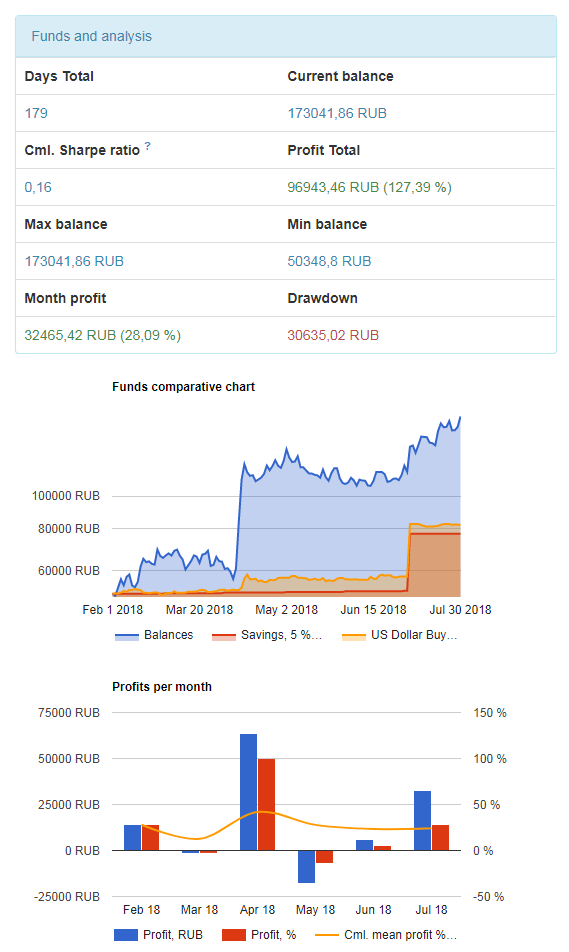 Funds and analysis
Days Total Current balance
179 173041,86 RUB
Cml. Sharpe ratio ? Profit Total
0,16 96943,46 RUB (127,39 %)
Max balance Min balance
173041,86 RUB 50348,8 RUB
Month profit Drawdown
32465,42 RUB (28,09 %) 30635,02 RUB
Funds comparative chart
100000 RUB
80000 RUB
60000 RUB
Feb 1 2018 Mar 20 2018 May 2 2018 Jun 15 2018 Jul 30 2018
Balances Savings, 5 %... US Dollar Buy...
Profits per month
75000 RUB 150 %
50000 RUB 100 %
25000 RUB 50 %
0 RUB 0 %
-25000 RUB -50 %
Feb 18 Mar 18 Apr 18 May 18 Jun 18 Jul 18
Profit, RUB Profit, % Cml. mean profit %...